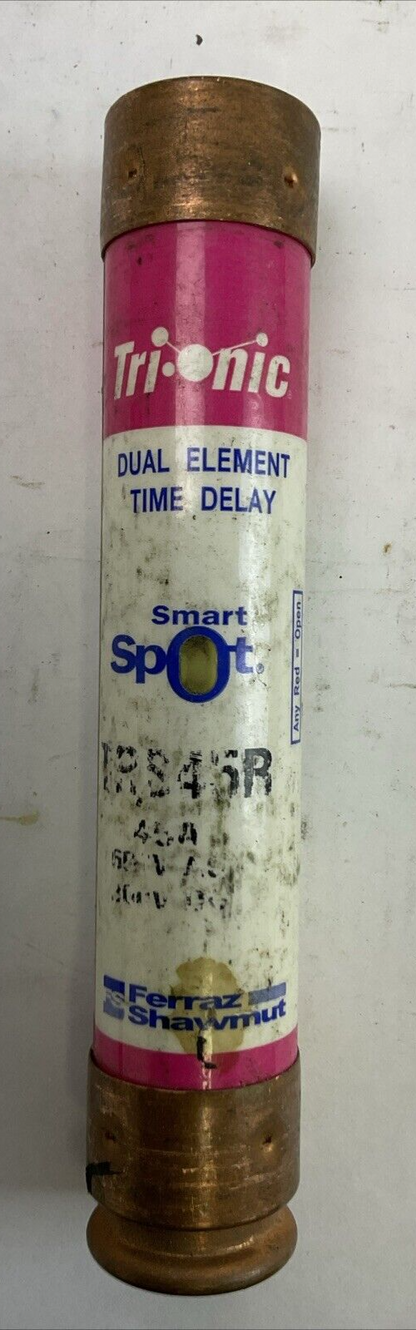 Tri-onic
DUAL ELEMENT
TIME DELAY
Smart
Spot®
Any Red = Open
TRS45R
45A
Ferraz
Shawmut